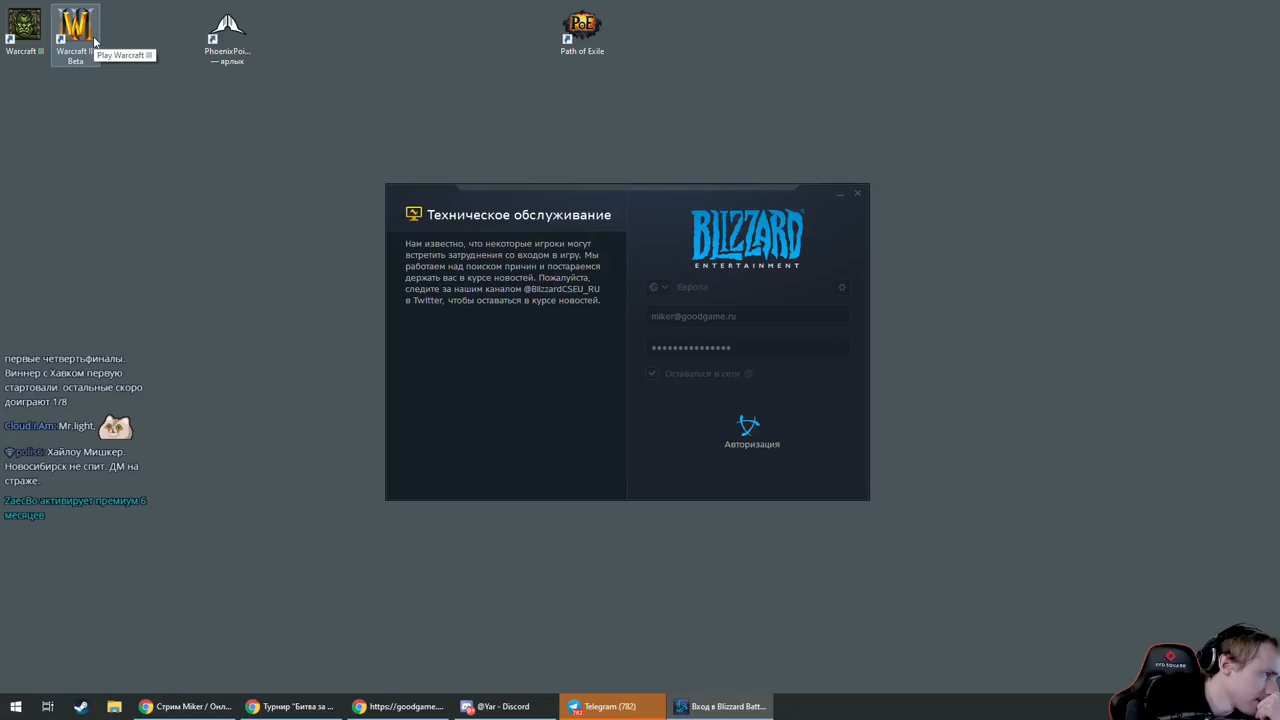 Warcraft III
Warcraft III
Beta
Play Warcraft III
PhoenixPoi...
— ярлык
PoE
Path of Exile
Техническое обслуживание
Нам известно, что некоторые игроки могут
встретить затруднения со входом в игру. Мы
работаем над поиском причин и постараемся
держать вас в курсе новостей. Пожалуйста,
следите за нашим каналом @BlizzardCSEU_RU
в Twitter, чтобы оставаться в курсе новостей.
BLIZZARD
ENTERTAINMENT
Европа
miker@goodgame.ru
Оставаться в сети
Авторизация
первые четвертьфиналы.
Виннер с Хавком первую
стартовали. остальные скоро
доиграют 1/8
Cloud.I.Am: Mr.light,
polis6: Хайлоу Мишкер.
Новосибирск не спит. ДМ на
страже.
ZaecBo активирует премиум 6
месяцев
Стрим Miker / Онл...
Турнир "Битва за ...
https://goodgame....
@Yar - Discord
Telegram (782)
Вход в Blizzard Batt...